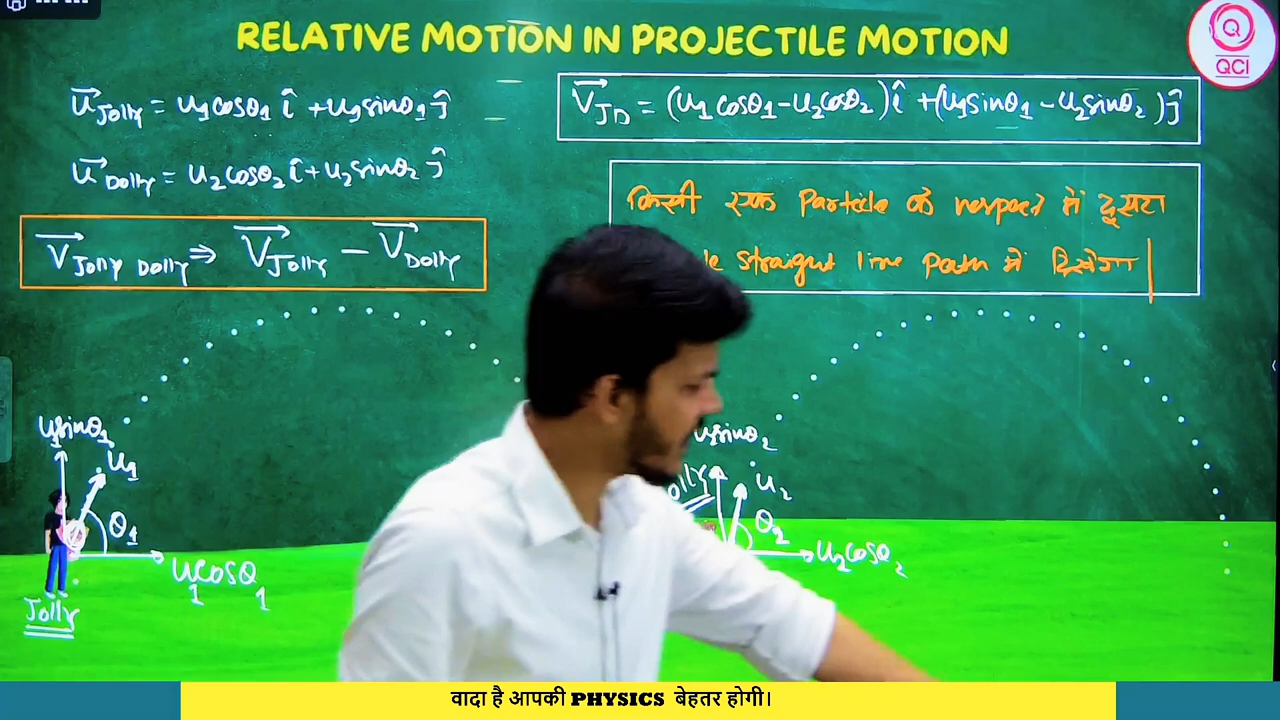 RELATIVE MOTION IN PROJECTILE MOTION
Q
QCI
u⃗Jolly = u₁cosθ₁ î + u₁sinθ₁ ĵ
V⃗JD = (u₁cosθ₁ - u₂cosθ₂) î + (u₁sinθ₁ - u₂sinθ₂) ĵ
u⃗Dolly = u₂cosθ₂ î + u₂sinθ₂ ĵ
किसी एक Particle के respect में दूसरा
straight line path में दिखेगा|
V⃗Jolly Dolly ⇒ V⃗Jolly - V⃗Dolly
u₁sinθ₁
u₁
θ₁
u₁cosθ₁
Jolly
u₂sinθ₂
u₂
θ₂
u₂cosθ₂
वादा है आपकी PHYSICS बेहतर होगी।